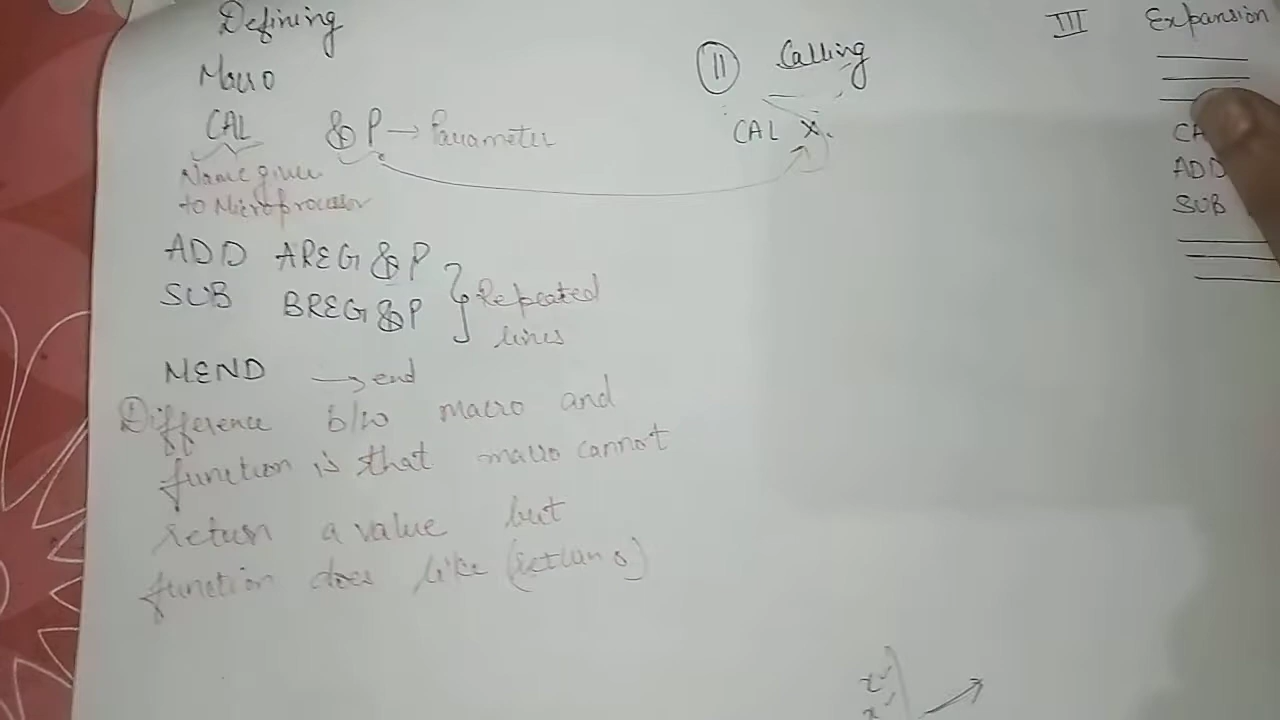 Defining
Macro
CAL &P → Parameter
Name given
to Microprocessor
ADD AREG &P
SUB BREG &P
Repeated
lines
MEND → end
Difference b/w macro and
function is that macro cannot
return a value but
function does like (return 0)
II Calling
CAL X.
III Expansion
CA
ADD
SUB
x
x